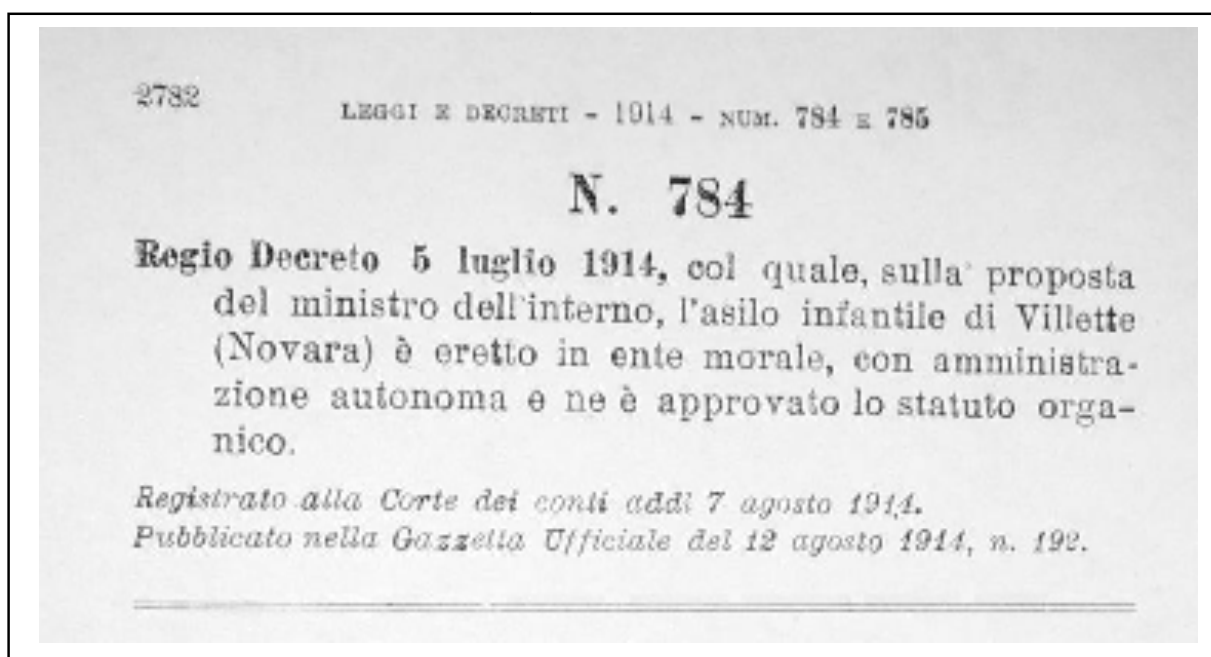 2782
LEGGI E DECRETI - 1914 - NUM. 784 E 785
N. 784
Regio Decreto 5 luglio 1914, col quale, sulla proposta
del ministro dell'interno, l'asilo infantile di Villette
(Novara) è eretto in ente morale, con amministra-
zione autonoma e ne è approvato lo statuto orga-
nico.
Registrato alla Corte dei conti addì 7 agosto 1914.
Pubblicato nella Gazzetta Ufficiale del 12 agosto 1914, n. 192.